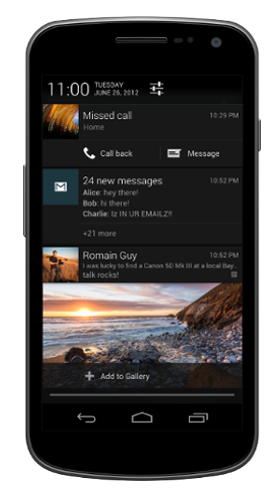 11:00 TUESDAY
JUNE 26, 2012
Missed call 10:29 PM
Home
Call back Message
24 new messages 10:52 PM
Alice: hey there!
Bob: hi there!
Charlie: Iz IN UR EMAILZ!!
+21 more
Romain Guy 10:52 PM
I was lucky to find a Canon 5D Mk III at a local Bay..
talk rocks!
Add to Gallery